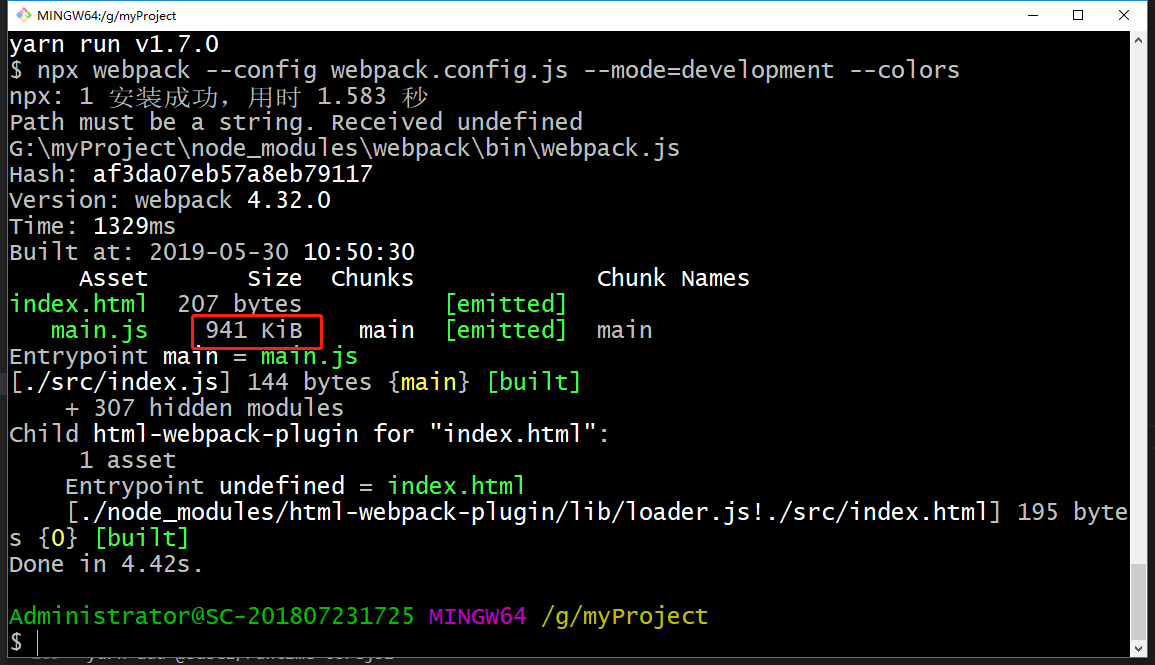 MINGW64:/g/myProject
yarn run v1.7.0
$ npx webpack --config webpack.config.js --mode=development --colors
npx: 1 安装成功，用时 1.583 秒
Path must be a string. Received undefined
G:\myProject\node_modules\webpack\bin\webpack.js
Hash: af3da07eb57a8eb79117
Version: webpack 4.32.0
Time: 1329ms
Built at: 2019-05-30 10:50:30
Asset Size Chunks Chunk Names
index.html 207 bytes [emitted]
main.js 941 KiB main [emitted] main
Entrypoint main = main.js
[./src/index.js] 144 bytes {main} [built]
+ 307 hidden modules
Child html-webpack-plugin for "index.html":
1 asset
Entrypoint undefined = index.html
[./node_modules/html-webpack-plugin/lib/loader.js!./src/index.html] 195 byte
s {0} [built]
Done in 4.42s.
Administrator@SC-201807231725 MINGW64 /g/myProject
$